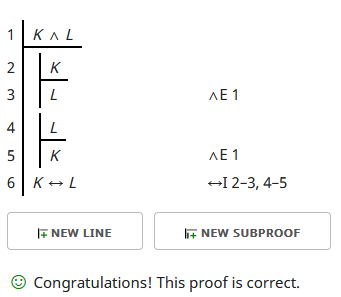 1 K ∧ L
2 K
3 L ∧E 1
4 L
5 K ∧E 1
6 K ↔ L ↔I 2–3, 4–5
NEW LINE NEW SUBPROOF
Congratulations! This proof is correct.